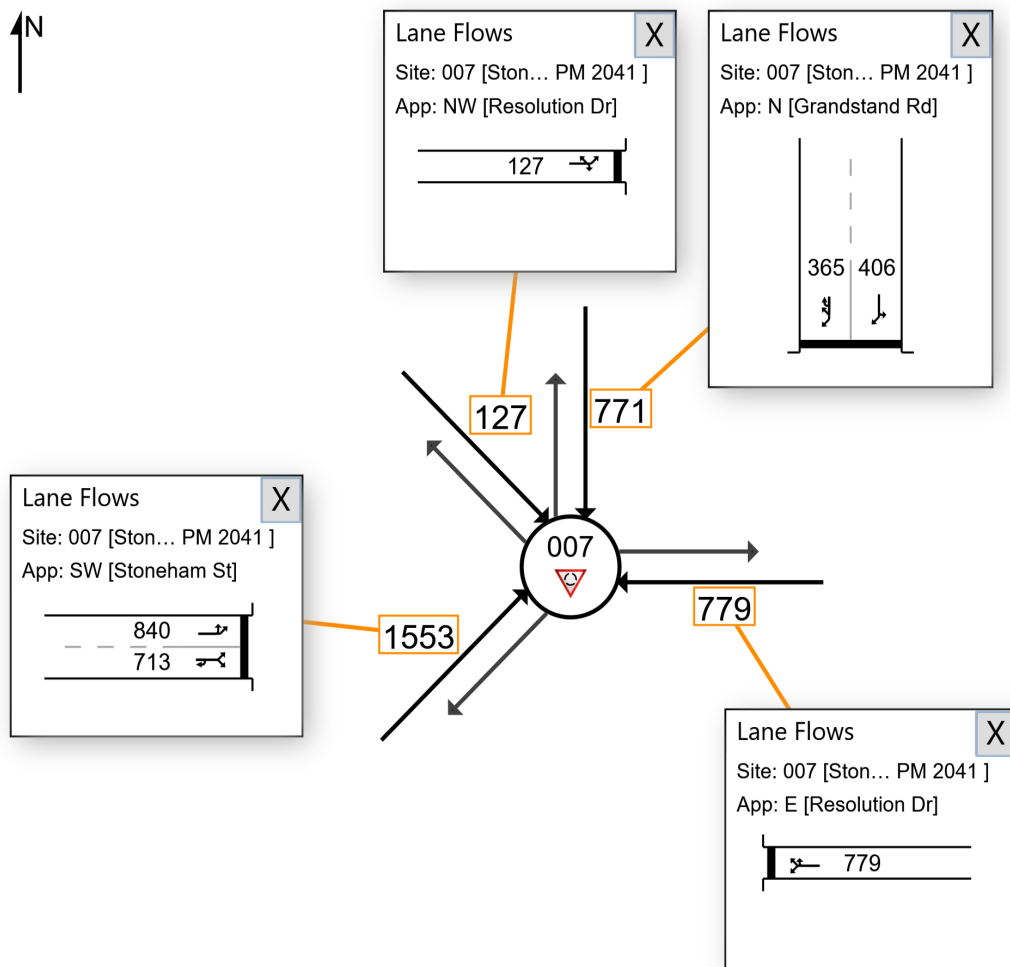 N
Lane Flows X
Site: 007 [Ston... PM 2041 ]
App: NW [Resolution Dr]
127
Lane Flows X
Site: 007 [Ston... PM 2041 ]
App: N [Grandstand Rd]
365 406
127
771
Lane Flows X
Site: 007 [Ston... PM 2041 ]
App: SW [Stoneham St]
840
713
007
779
1553
Lane Flows X
Site: 007 [Ston... PM 2041 ]
App: E [Resolution Dr]
779